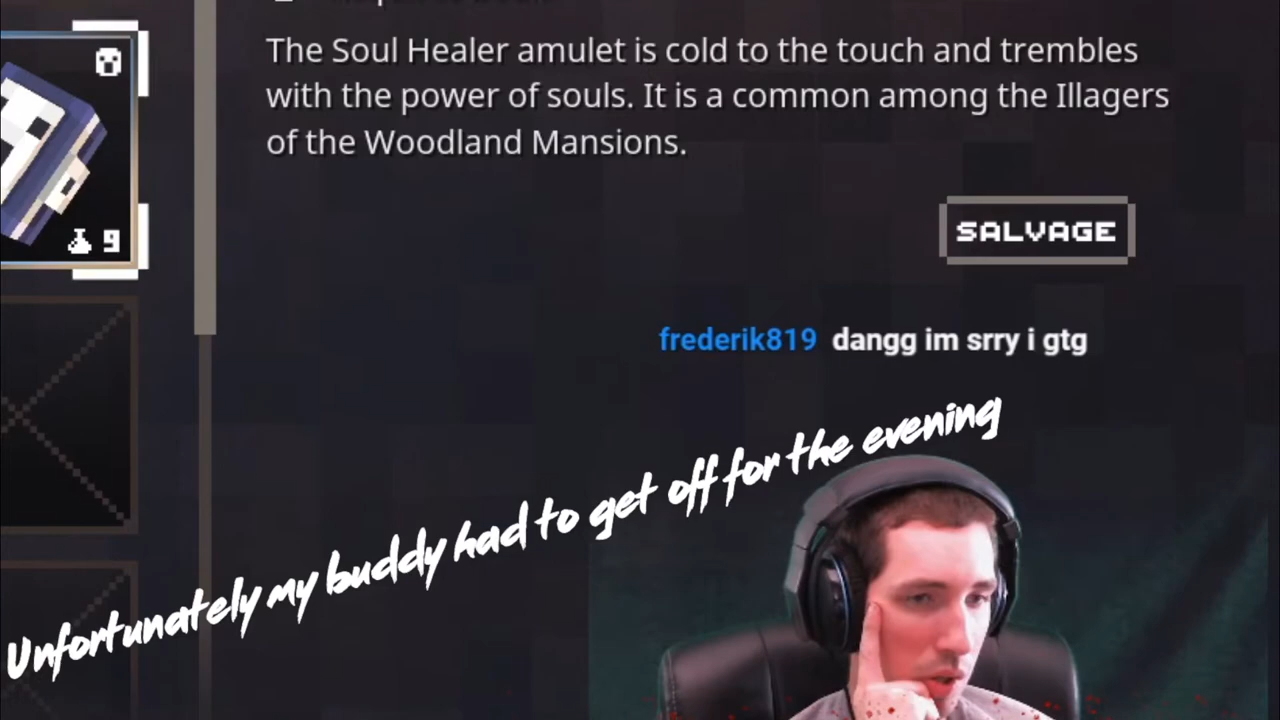 The Soul Healer amulet is cold to the touch and trembles
with the power of souls. It is a common among the Illagers
of the Woodland Mansions.
9
SALVAGE
frederik819 dangg im srry i gtg
Unfortunately my buddy had to get off for the evening